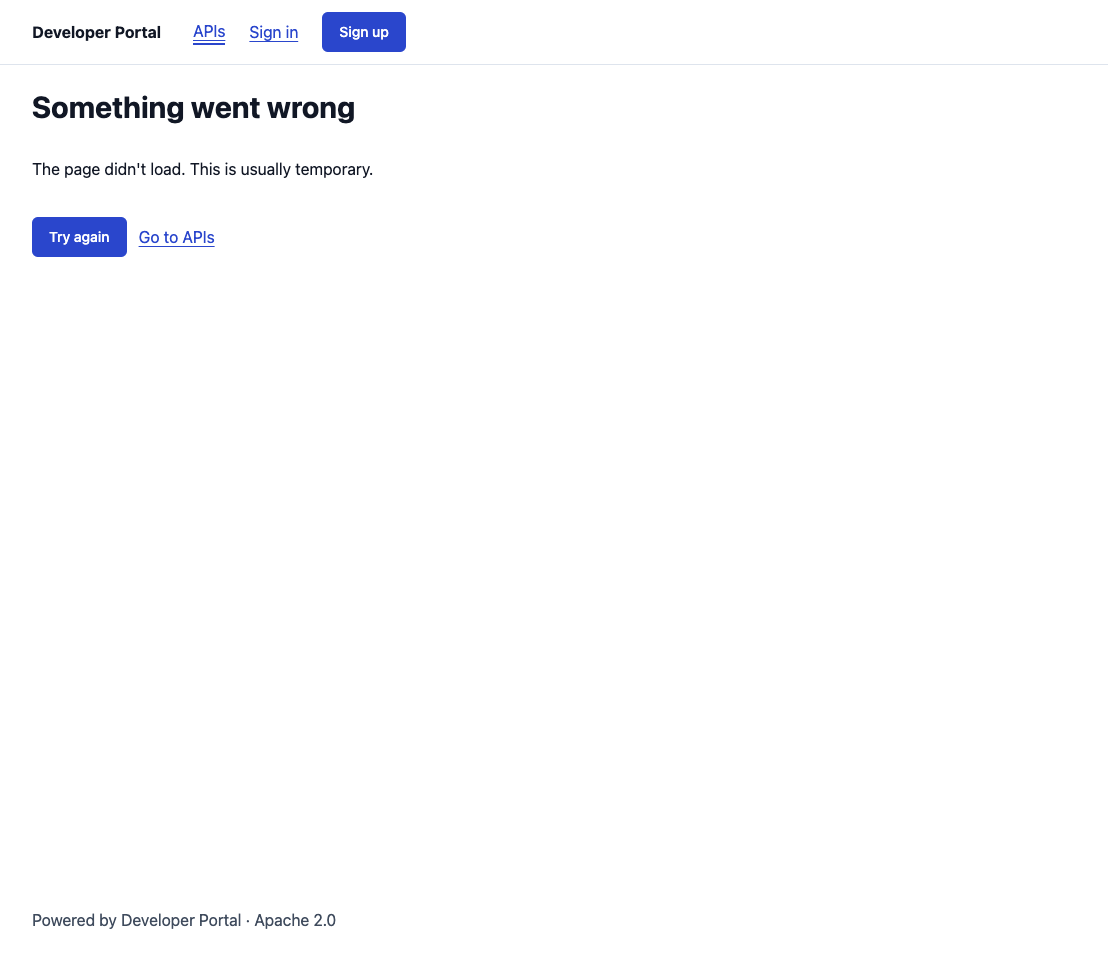 Developer Portal APIs Sign in Sign up
Something went wrong
The page didn't load. This is usually temporary.
Try again Go to APIs
Powered by Developer Portal · Apache 2.0